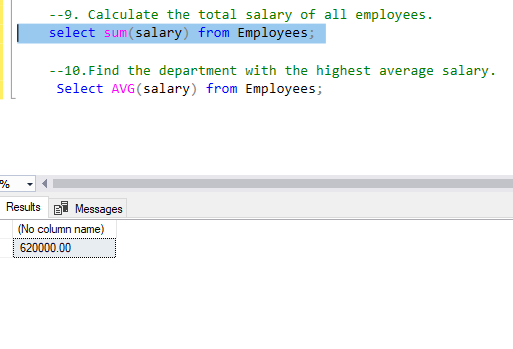 --9. Calculate the total salary of all employees.
select sum(salary) from Employees;
--10.Find the department with the highest average salary.
Select AVG(salary) from Employees;
%
Results Messages
(No column name)
620000.00